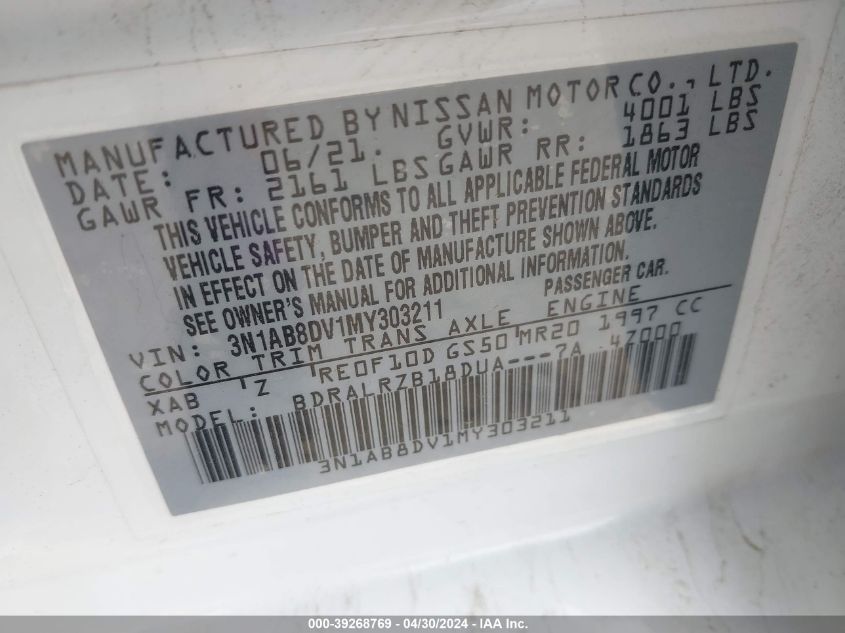 MANUFACTURED BY NISSAN MOTOR CO., LTD.
DATE: 06/21. GVWR: 4001 LBS
GAWR FR: 2161 LBS GAWR RR: 1863 LBS
THIS VEHICLE CONFORMS TO ALL APPLICABLE FEDERAL MOTOR
VEHICLE SAFETY, BUMPER AND THEFT PREVENTION STANDARDS
IN EFFECT ON THE DATE OF MANUFACTURE SHOWN ABOVE.
SEE OWNER'S MANUAL FOR ADDITIONAL INFORMATION.
PASSENGER CAR.
VIN: 3N1AB8DV1MY303211
COLOR TRIM TRANS AXLE ENGINE
XAB Z RE0F10D GS50 MR20 1997 CC
MODEL: BDRALRZB18DUA---7A 47000
3N1AB8DV1MY303211
000-39268769 - 04/30/2024 - IAA Inc.